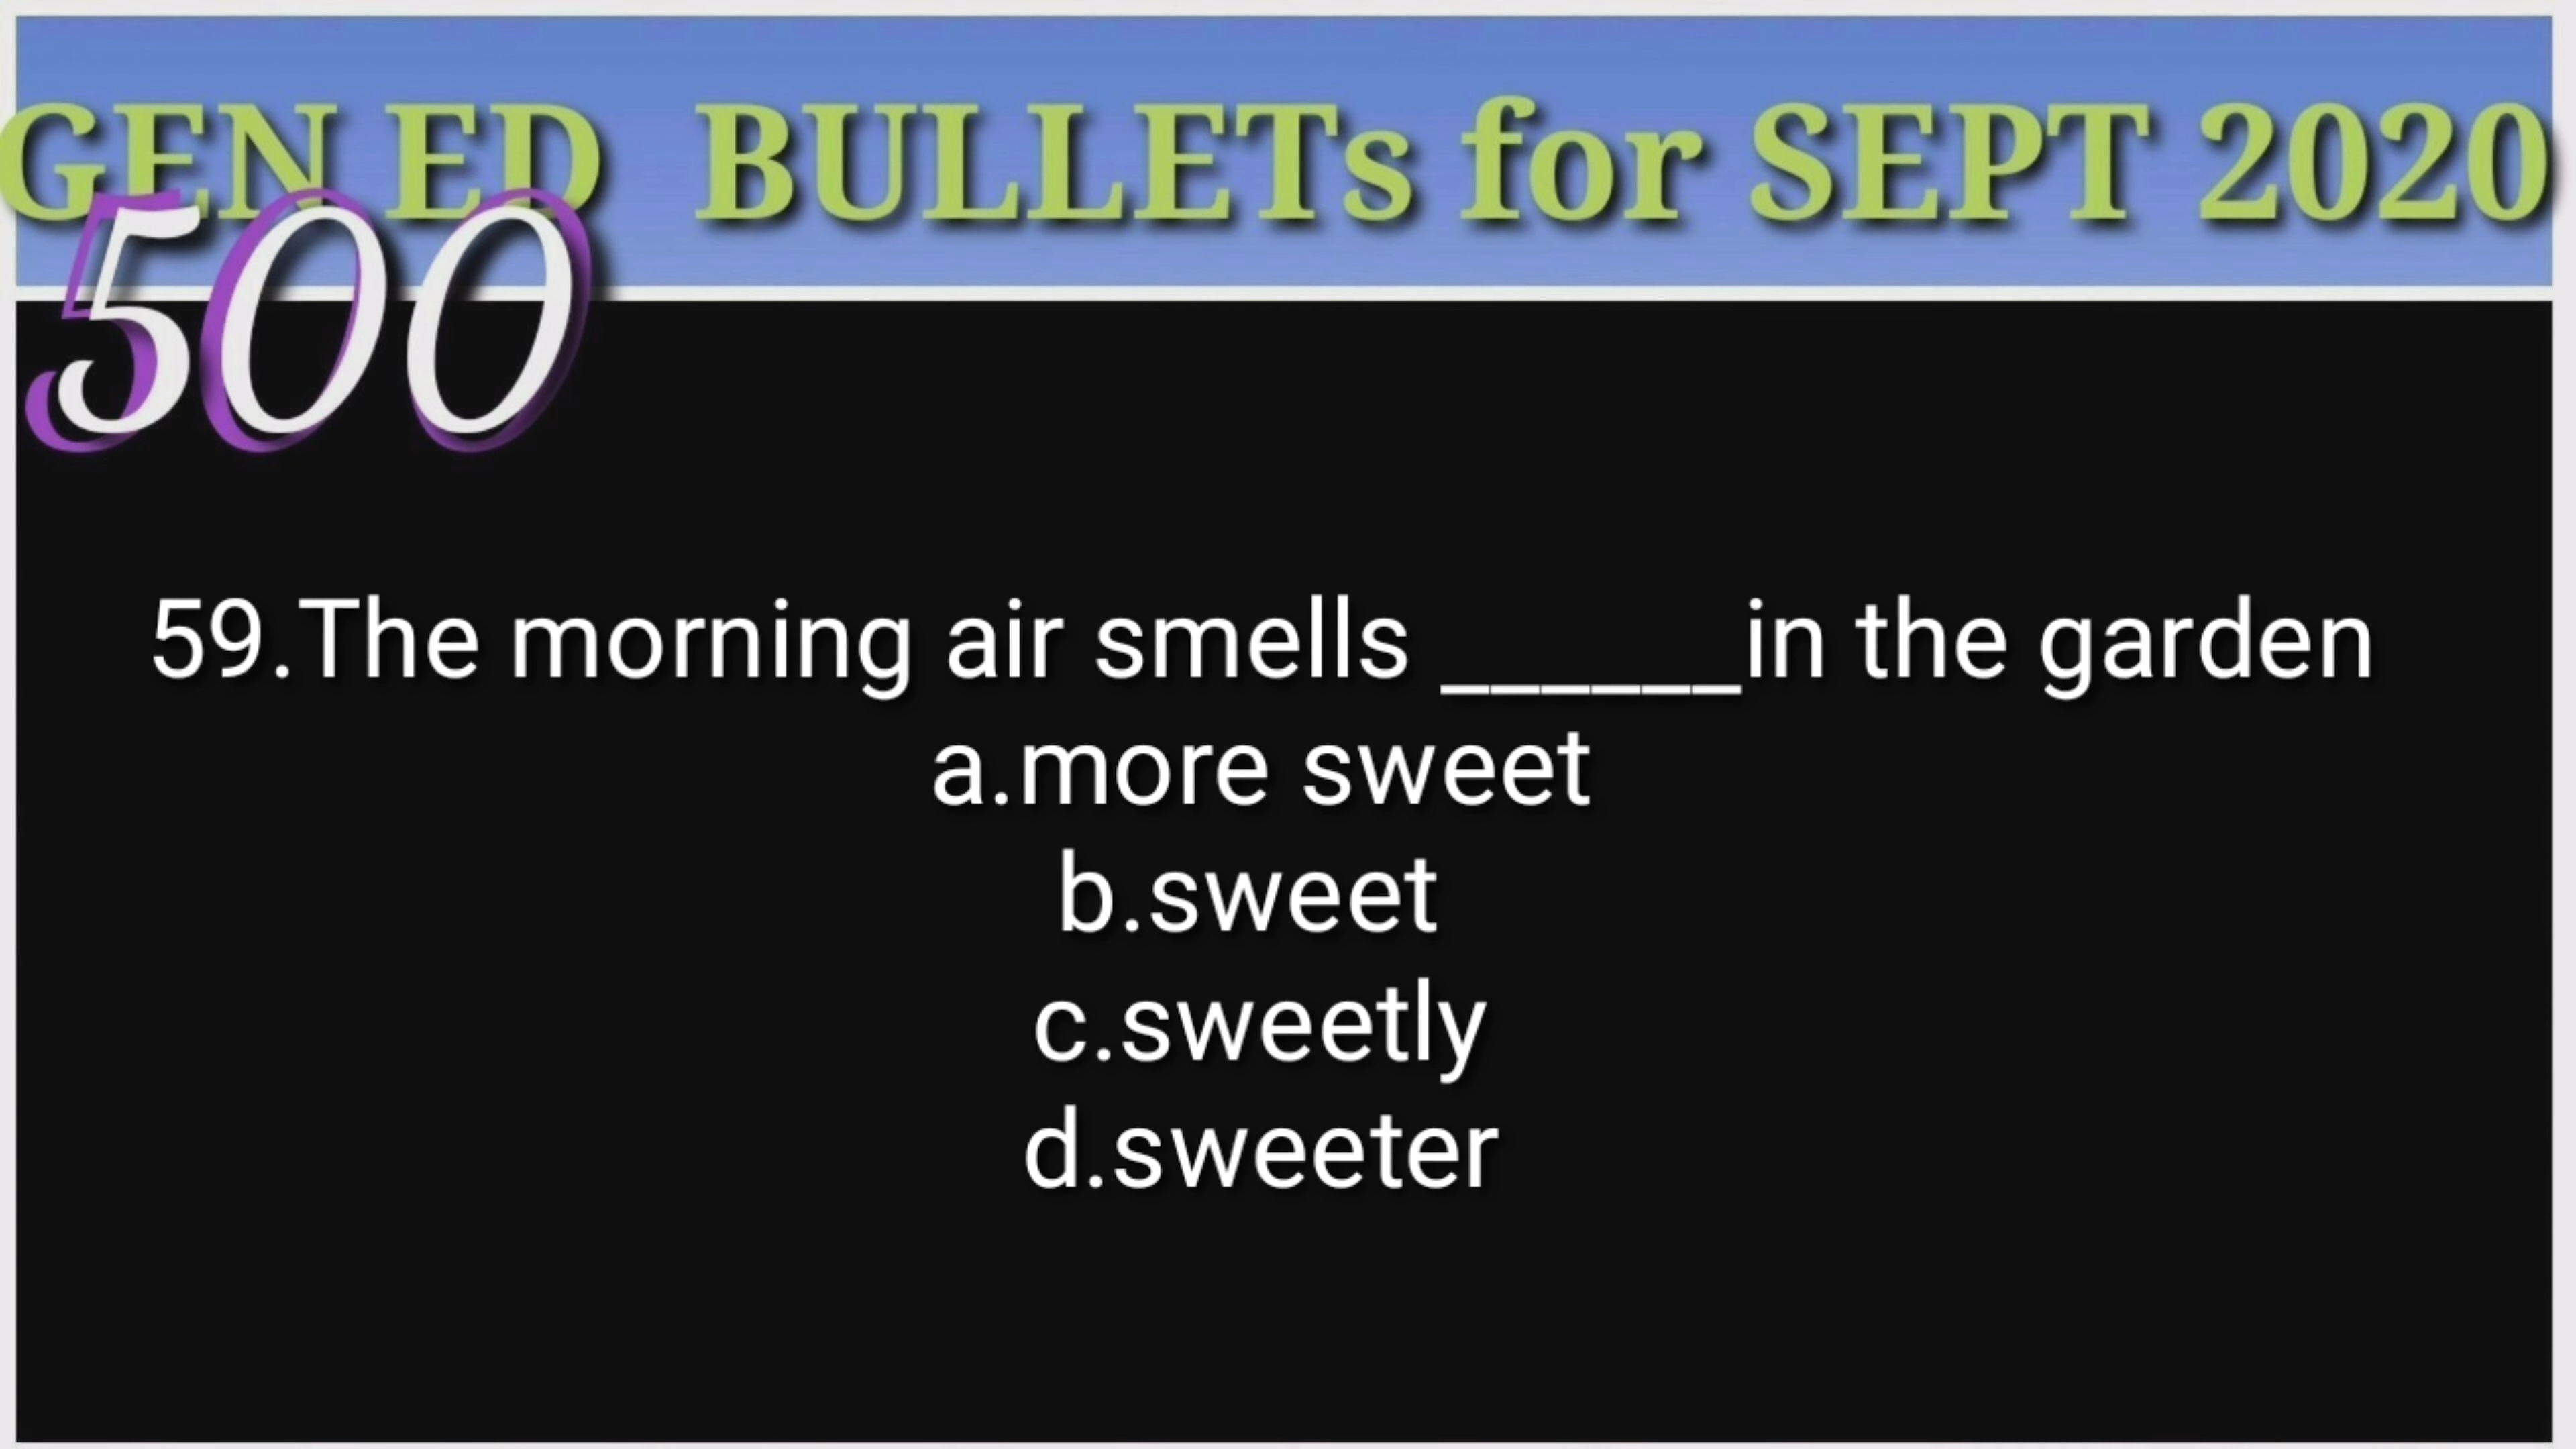 GEN ED BULLETs for SEPT 2020
500
59.The morning air smells ______in the garden
a.more sweet
b.sweet
c.sweetly
d.sweeter